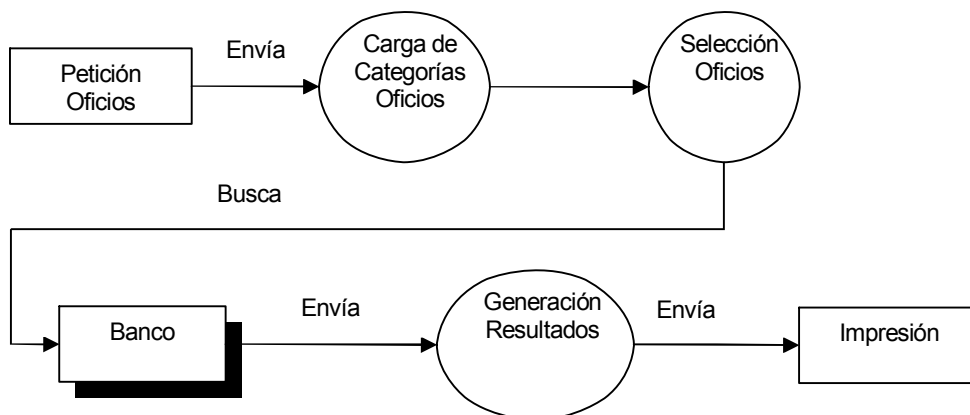 Petición
Oficios
Envía
Carga de
Categorías
Oficios
Selección
Oficios
Busca
Banco
Envía
Generación
Resultados
Envía
Impresión